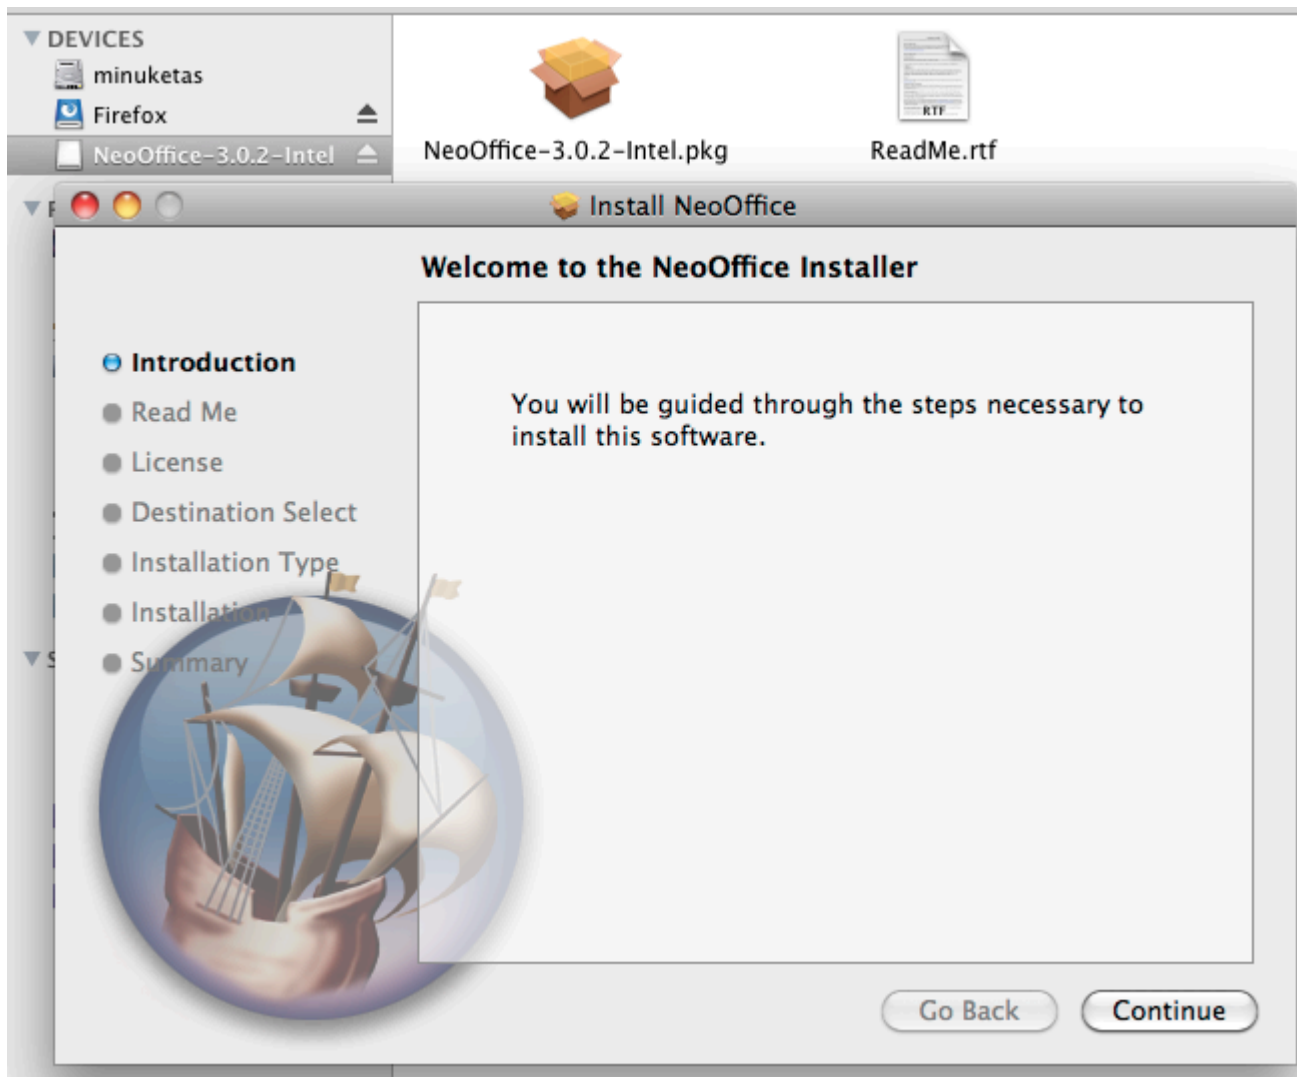 DEVICES
minuketas
Firefox
NeoOffice-3.0.2-Intel
NeoOffice-3.0.2-Intel.pkg
RTF
ReadMe.rtf
Install NeoOffice
Welcome to the NeoOffice Installer
Introduction
Read Me
License
Destination Select
Installation Type
Installation
Summary
You will be guided through the steps necessary to
install this software.
Go Back
Continue